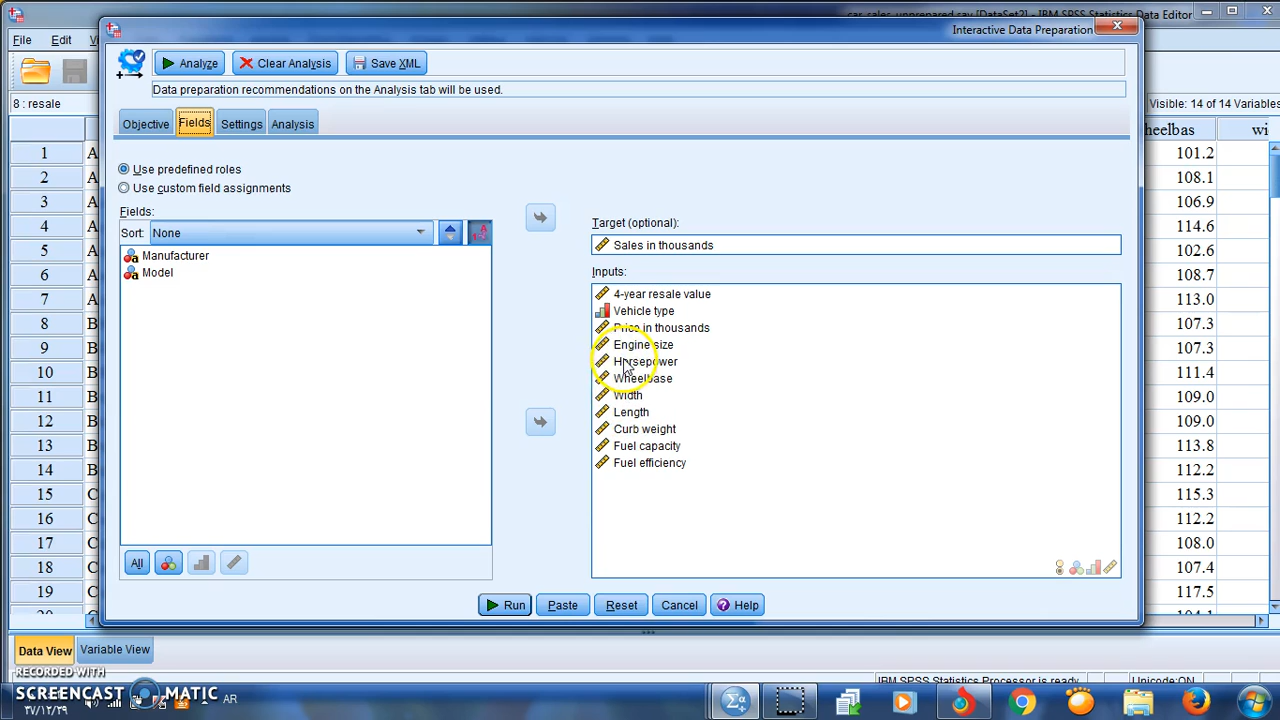 car_sales_unprepared.sav [DataSet2] - IBM SPSS Statistics Data Editor
File Edit
Interactive Data Preparation
Analyze Clear Analysis Save XML
Data preparation recommendations on the Analysis tab will be used.
8 : resale
Visible: 14 of 14 Variables
Objective Fields Settings Analysis
Use predefined roles
Use custom field assignments
Fields:
Sort: None
Manufacturer
Model
All
Target (optional):
Sales in thousands
Inputs:
4-year resale value
Vehicle type
Price in thousands
Engine size
Horsepower
Wheelbase
Width
Length
Curb weight
Fuel capacity
Fuel efficiency
Run Paste Reset Cancel Help
heelbas wi
1 A 101.2
2 A 108.1
3 A 106.9
4 A 114.6
5 A 102.6
6 A 108.7
7 A 113.0
8 B 107.3
9 B 107.3
10 B 111.4
11 B 109.0
12 B 109.0
13 B 113.8
14 B 112.2
15 C 115.3
16 C 112.2
17 C 108.0
18 C 107.4
19 C 117.5
20 C 104.1
Data View Variable View
IBM SPSS Statistics Processor is ready Unicode:ON
RECORDED WITH
SCREENCAST MATIC
AR